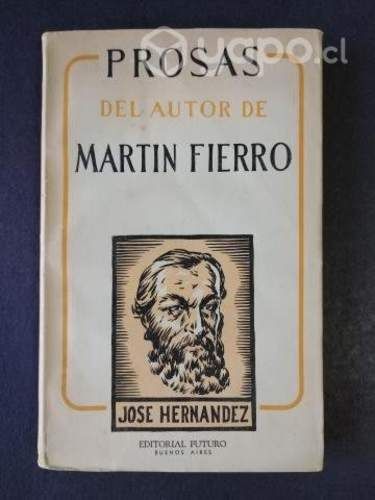 yapo.cl
PROSAS
DEL AUTOR DE
MARTIN FIERRO
JOSE HERNANDEZ
EDITORIAL FUTURO
BUENOS AIRES